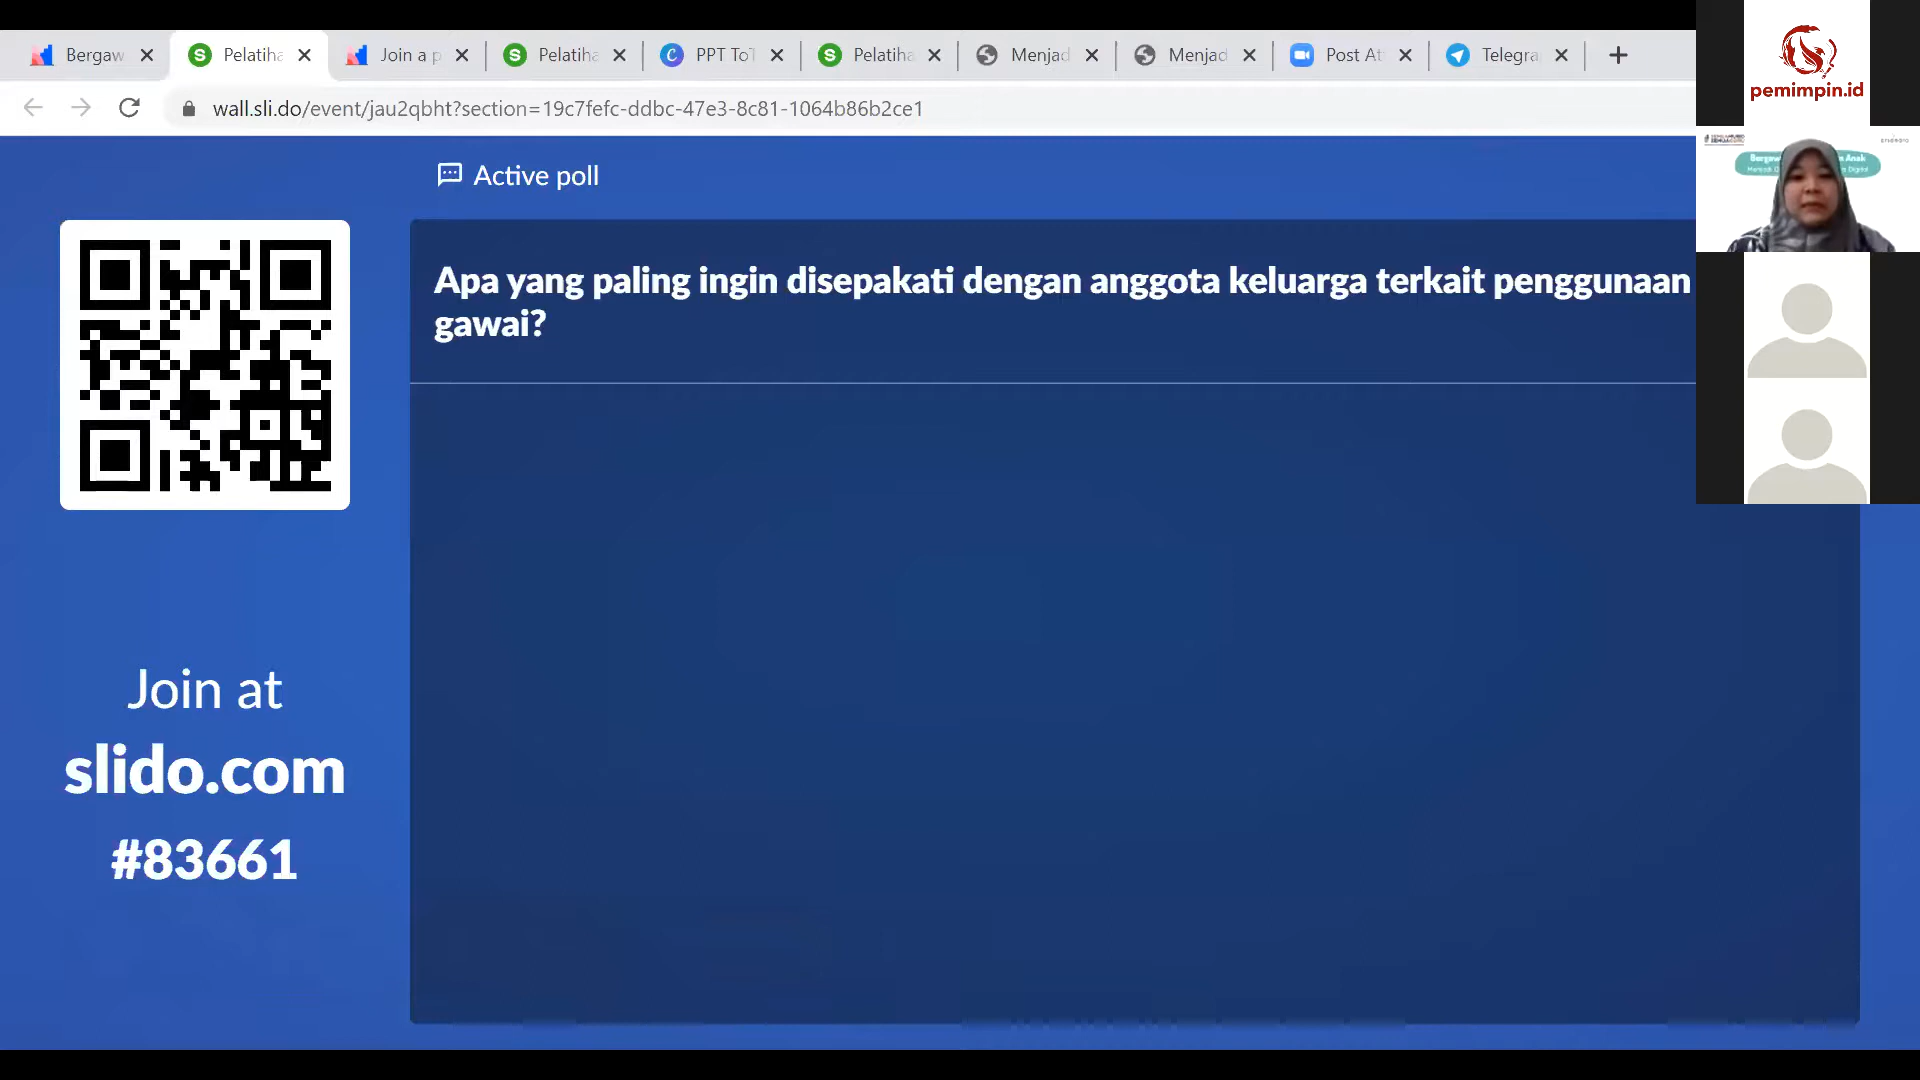 Bergaw
Pelatiha
Join a p
Pelatiha
PPT ToT
Pelatiha
Menjad
Menjad
Post At
Telegra
wall.sli.do/event/jau2qbht?section=19c7fefc-ddbc-47e3-8c81-1064b86b2ce1
pemimpin.id
Active poll
Apa yang paling ingin disepakati dengan anggota keluarga terkait penggunaan
gawai?
Join at
slido.com
#83661